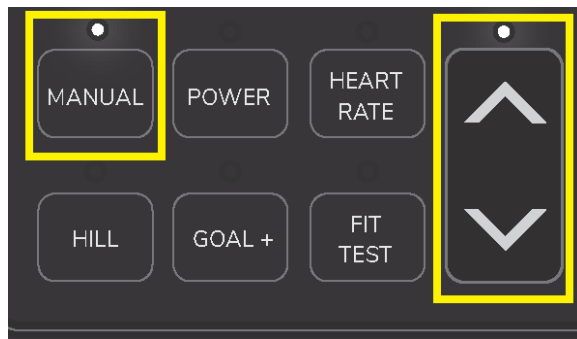 MANUAL
POWER
HEART
RATE
HILL
GOAL +
FIT
TEST